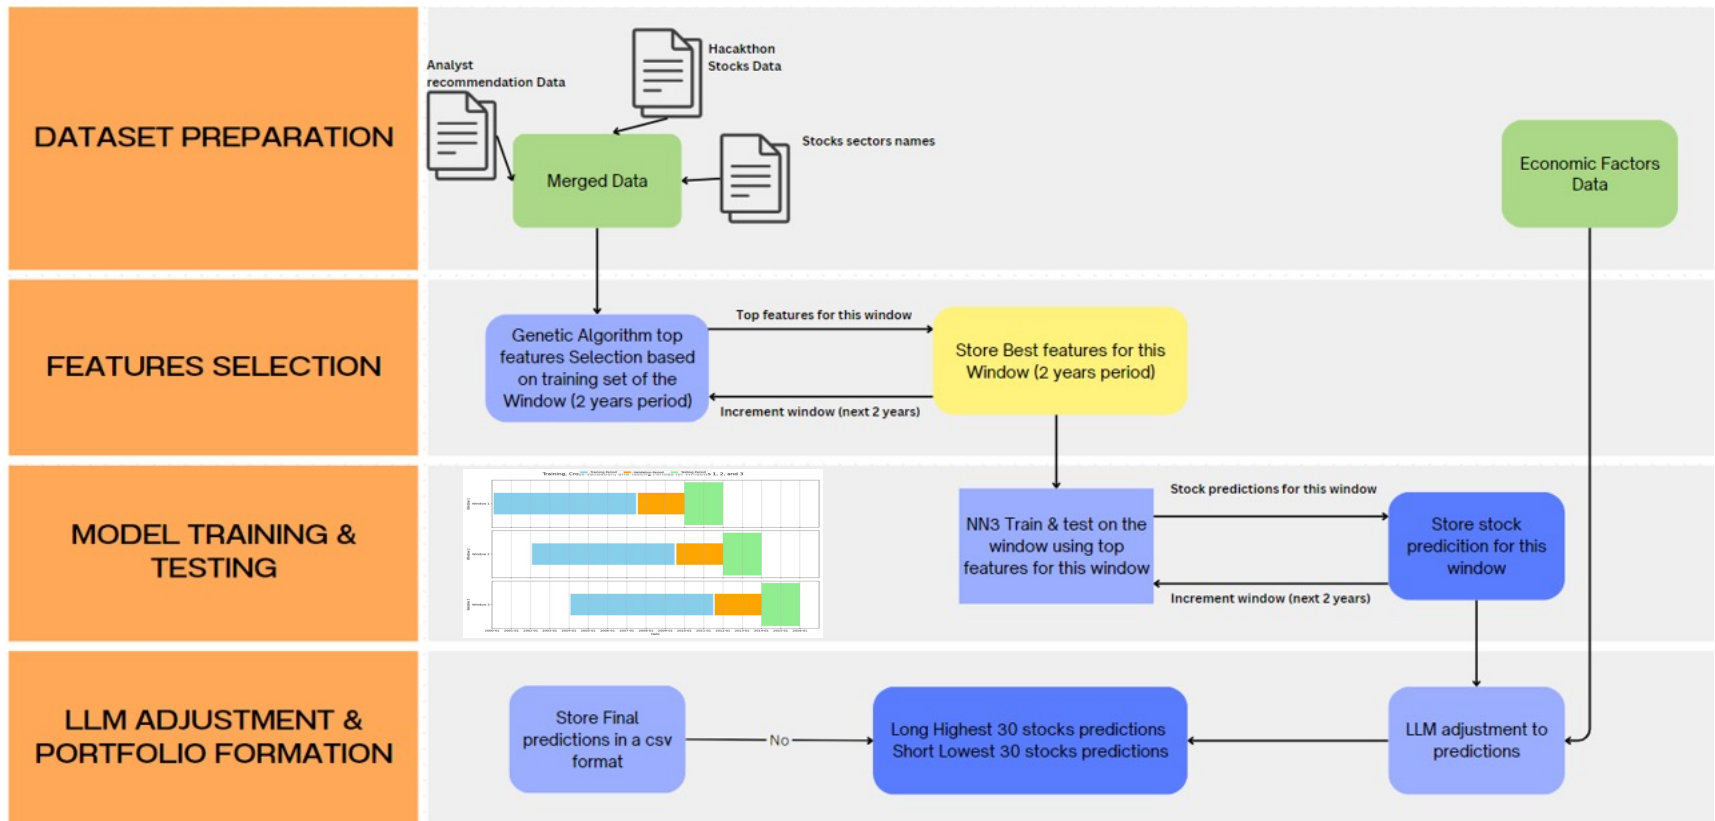 DATASET PREPARATION
Analyst
recommendation Data
Hacakthon
Stocks Data
Stocks sectors names
Merged Data
Economic Factors
Data
FEATURES SELECTION
Genetic Algorithm top
features Selection based
on training set of the
Window (2 years period)
Top features for this window
Increment window (next 2 years)
Store Best features for this
Window (2 years period)
MODEL TRAINING &
TESTING
NN3 Train & test on the
window using top
features for this window
Stock predictions for this window
Increment window (next 2 years)
Store stock
predicition for this
window
LLM ADJUSTMENT &
PORTFOLIO FORMATION
Store Final
predictions in a csv
format
No
Long Highest 30 stocks predictions
Short Lowest 30 stocks predictions
LLM adjustment to
predictions